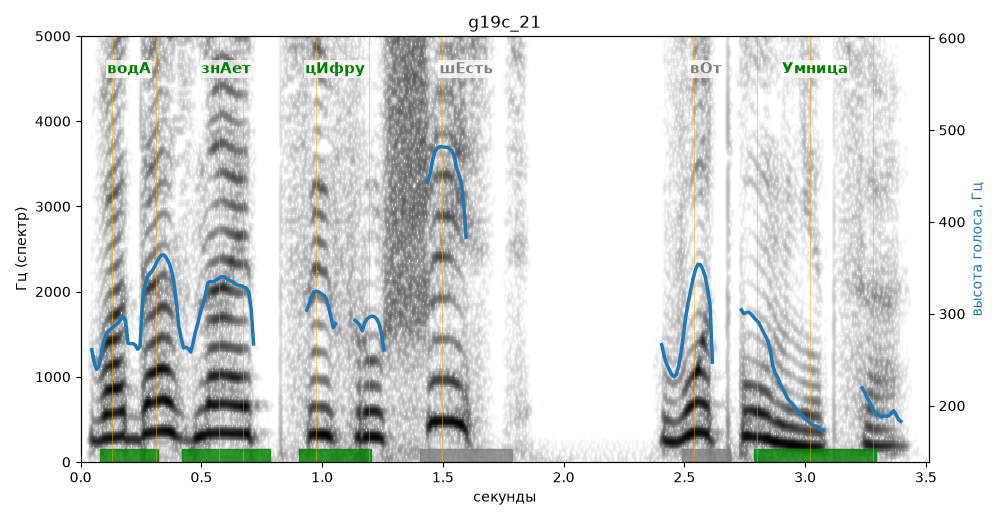 g19c_21
водА знАет цИфру шЕсть вОт Умница
5000
4000
3000
2000
1000
0
Гц (спектр)
600
500
400
300
200
высота голоса, Гц
0.0 0.5 1.0 1.5 2.0 2.5 3.0 3.5
секунды